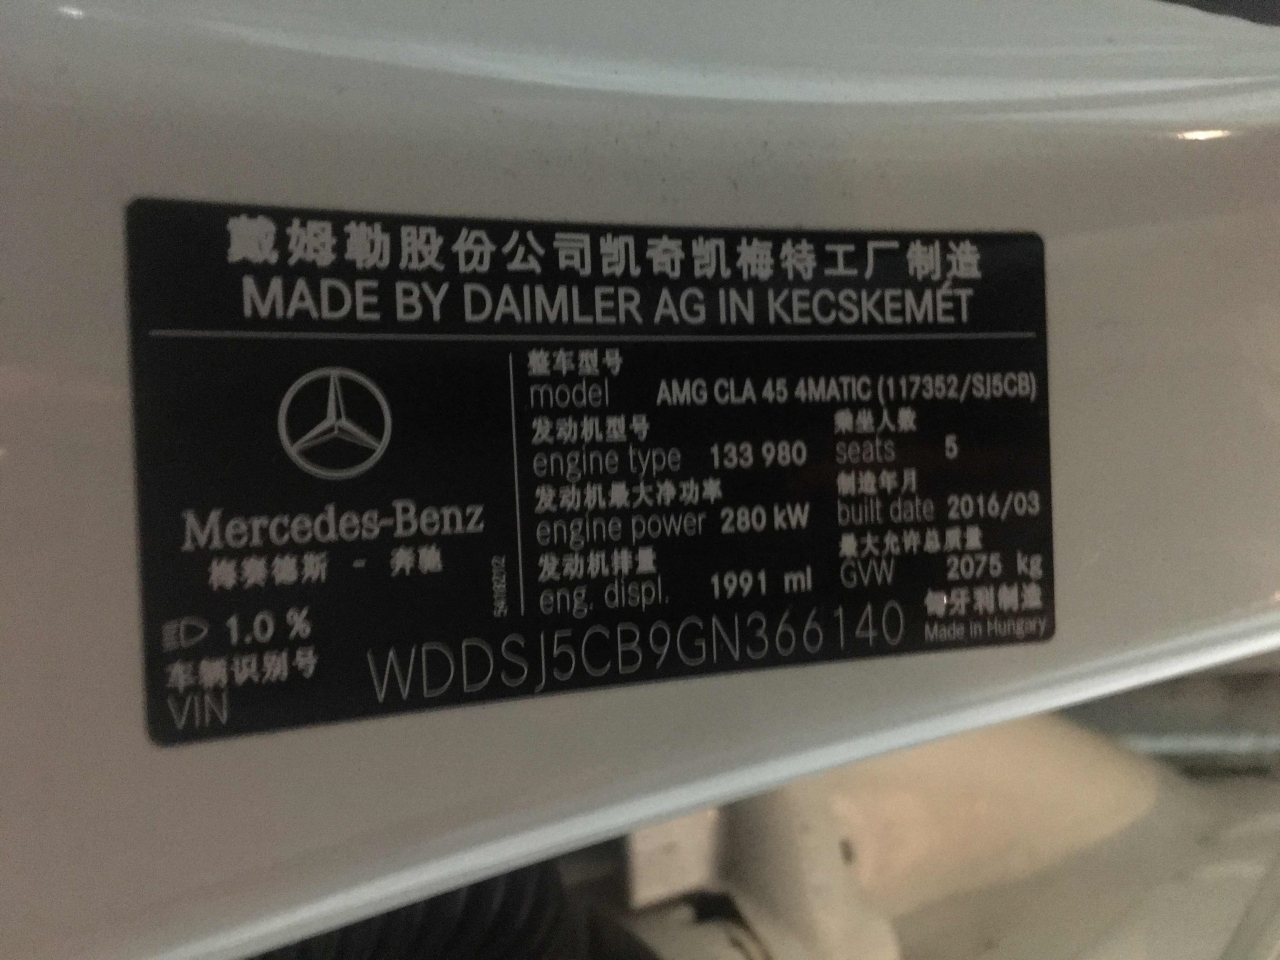 戴姆勒股份公司凯奇凯梅特工厂制造
MADE BY DAIMLER AG IN KECSKEMÉT
整车型号
model AMG CLA 45 4MATIC (117352/SJ5CB)
发动机型号 乘坐人数
engine type 133 980 seats 5
发动机最大净功率 制造年月
engine power 280 kW built date 2016/03
发动机排量 最大允许总质量
eng. displ. 1991 ml GVW 2075 kg
Mercedes-Benz
梅赛德斯 - 奔驰
1.0 %
车辆识别号
VIN WDDSJ5CB9GN366140
匈牙利制造
Made in Hungary